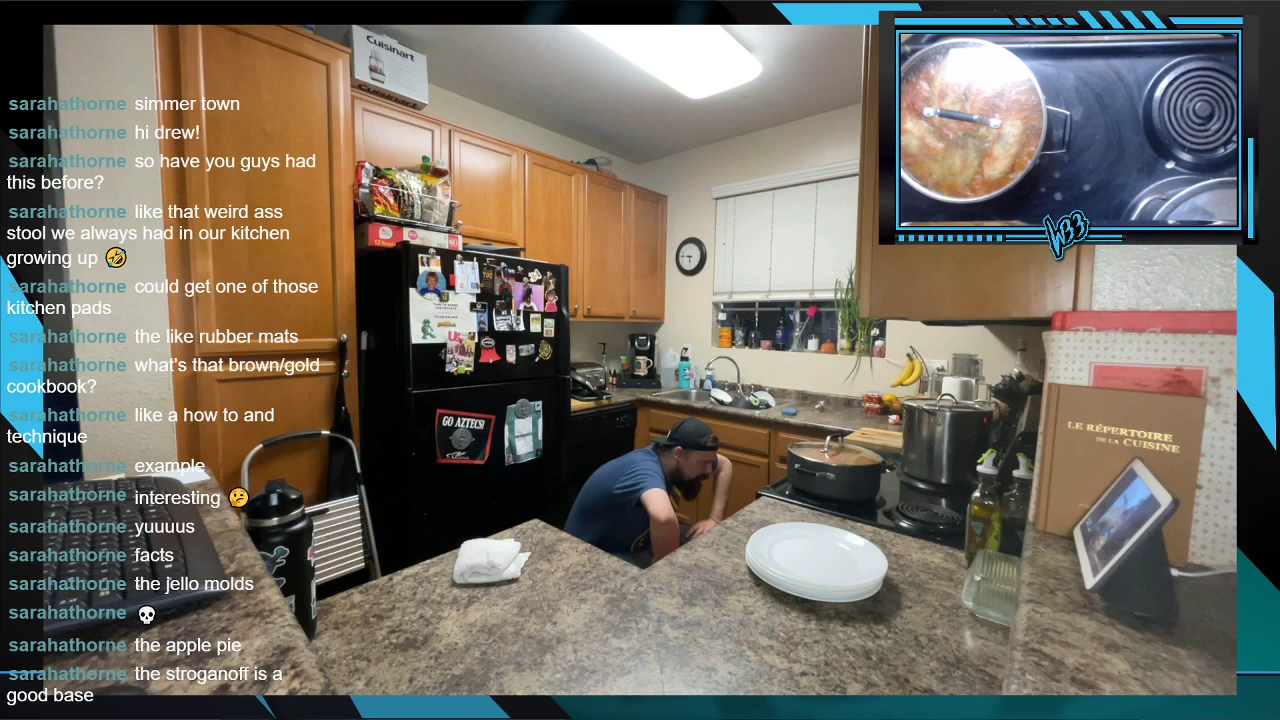 Cuisinart
Cuisinart
sarahathorne simmer town
sarahathorne hi drew!
sarahathorne so have you guys had
this before?
sarahathorne like that weird ass
stool we always had in our kitchen
growing up 🤣
sarahathorne could get one of those
kitchen pads
sarahathorne the like rubber mats
sarahathorne what's that brown/gold
cookbook?
sarahathorne like a how to and
technique
sarahathorne example
sarahathorne interesting 🤔
sarahathorne yuuuus
sarahathorne facts
sarahathorne the jello molds
sarahathorne 💀
sarahathorne the apple pie
sarahathorne the stroganoff is a
good base
GO AZTECS!
LE RÉPERTOIRE
DE LA CUISINE